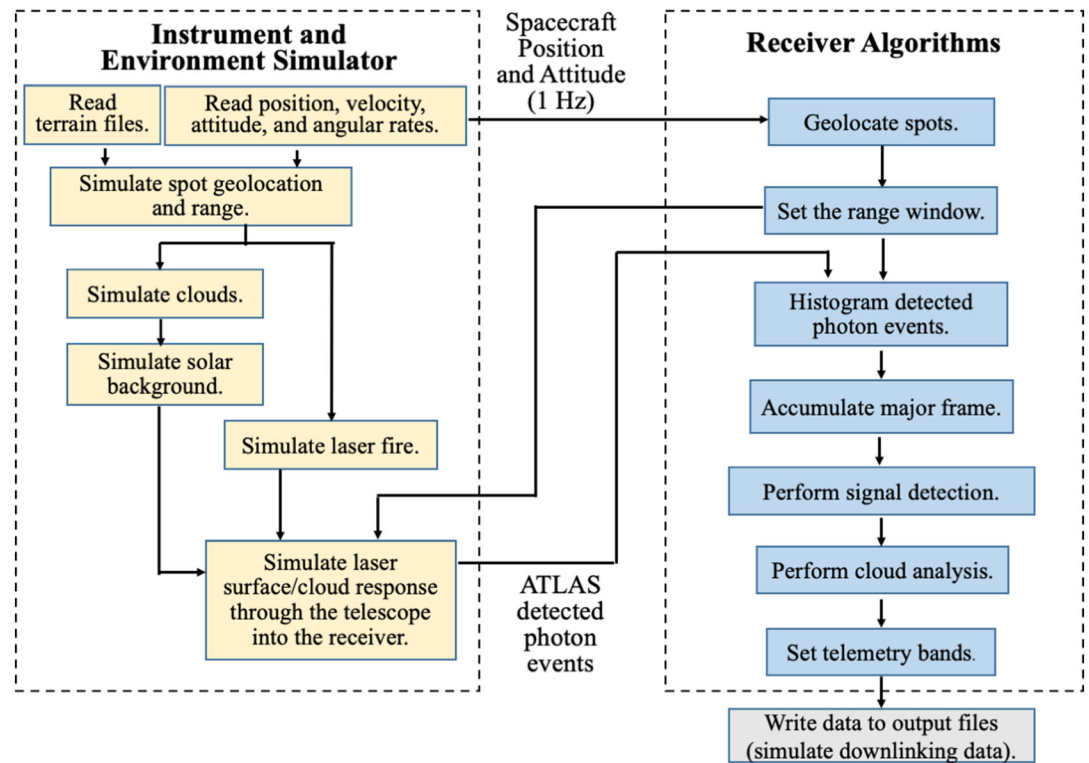 Instrument and
Environment Simulator
Read
terrain files.
Read position, velocity,
attitude, and angular rates.
Simulate spot geolocation
and range.
Simulate clouds.
Simulate solar
background.
Simulate laser fire.
Simulate laser
surface/cloud response
through the telescope
into the receiver.
Spacecraft
Position
and Attitude
(1 Hz)
ATLAS
detected
photon
events
Receiver Algorithms
Geolocate spots.
Set the range window.
Histogram detected
photon events.
Accumulate major frame.
Perform signal detection.
Perform cloud analysis.
Set telemetry bands.
Write data to output files
(simulate downlinking data).